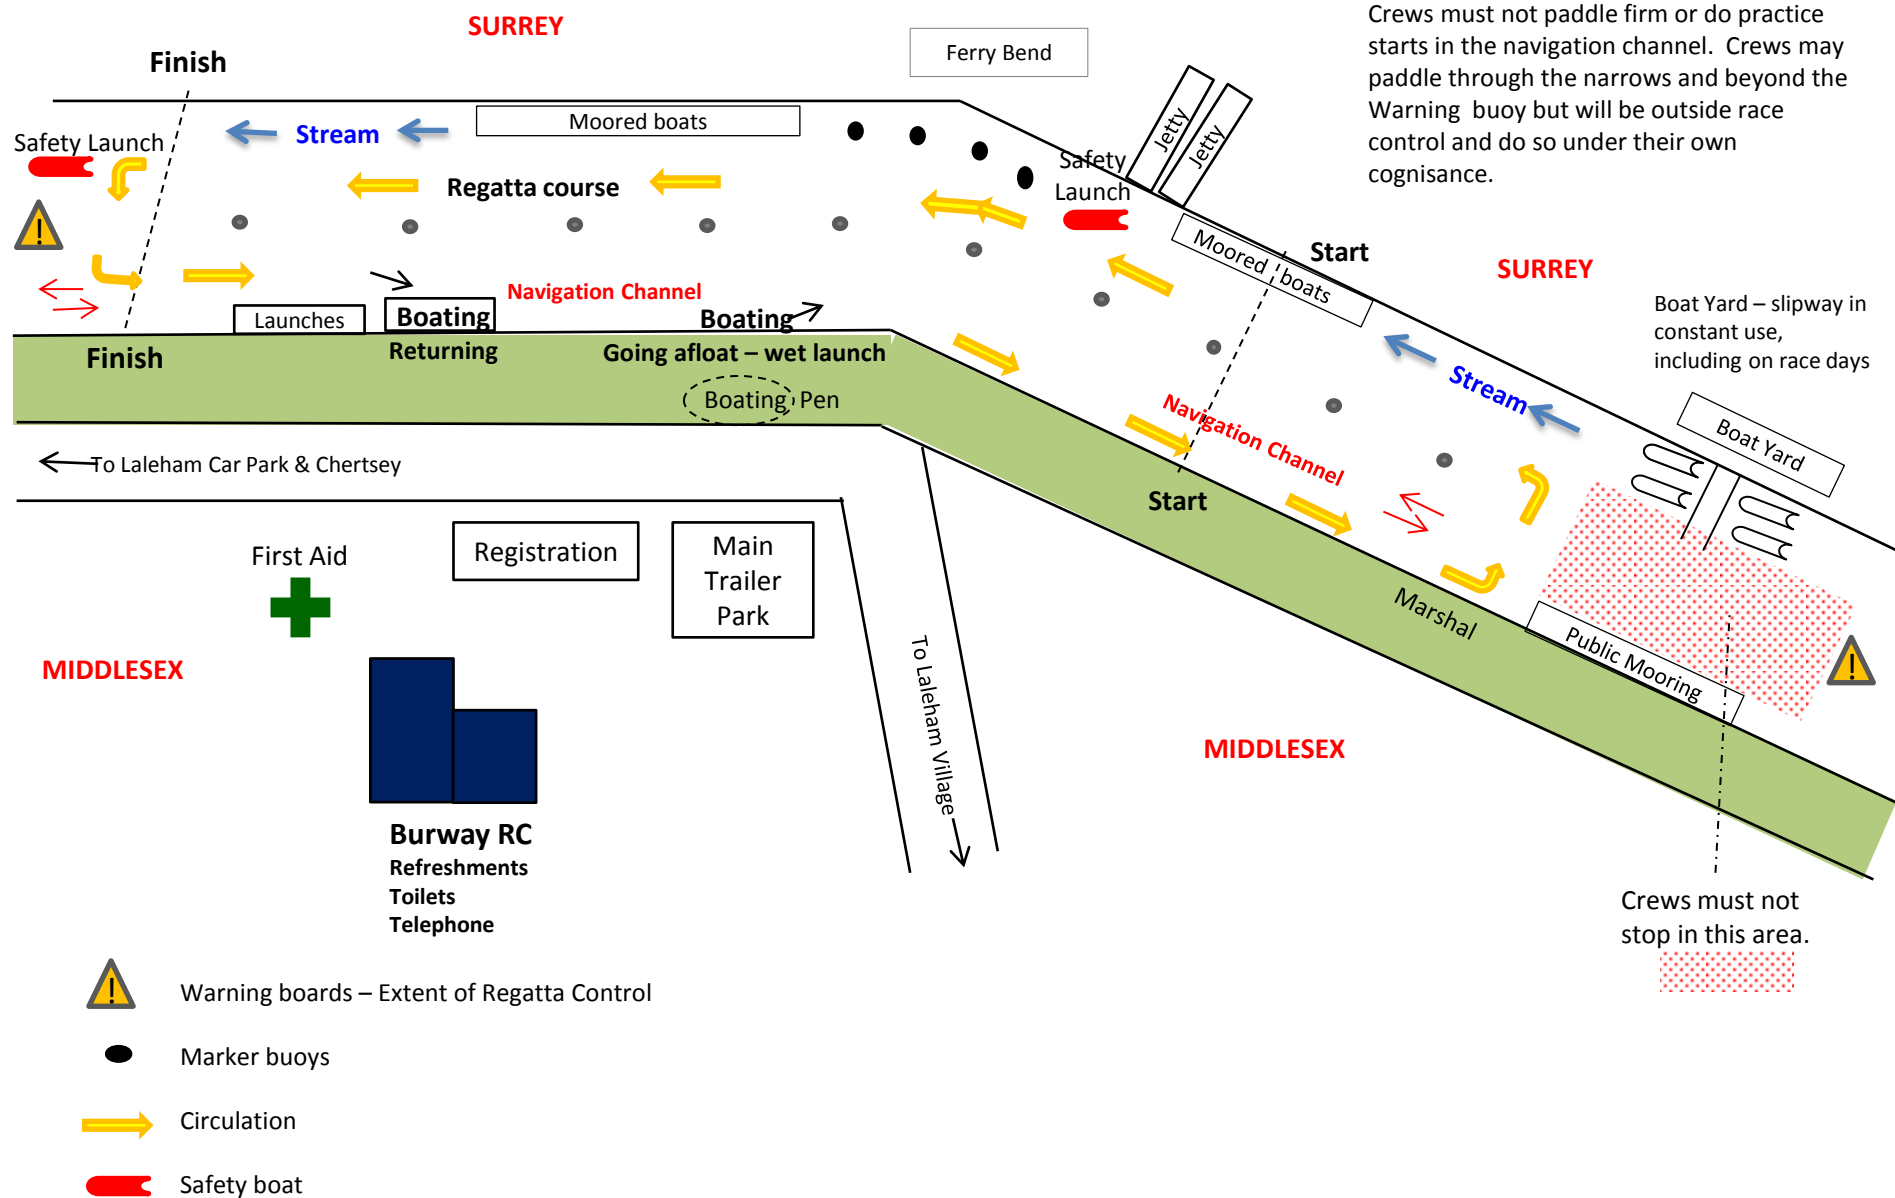 SURREY
Finish
Ferry Bend
Crews must not paddle firm or do practice
starts in the navigation channel.  Crews may
paddle through the narrows and beyond the
Warning  buoy but will be outside race
control and do so under their own
cognisance.
Safety Launch
Stream
Moored boats
Jetty
Jetty
Safety
Launch
Regatta course
Moored boats
Start
SURREY
Navigation Channel
Launches
Boating
Returning
Boating
Going afloat – wet launch
Finish
Boating Pen
Boat Yard – slipway in
constant use,
including on race days
Stream
Boat Yard
Navigation Channel
Start
To Laleham Car Park & Chertsey
First Aid
Registration
Main
Trailer
Park
Marshal
Public Mooring
To Laleham Village
MIDDLESEX
MIDDLESEX
Burway RC
Refreshments
Toilets
Telephone
Crews must not
stop in this area.
Warning boards – Extent of Regatta Control
Marker buoys
Circulation
Safety boat